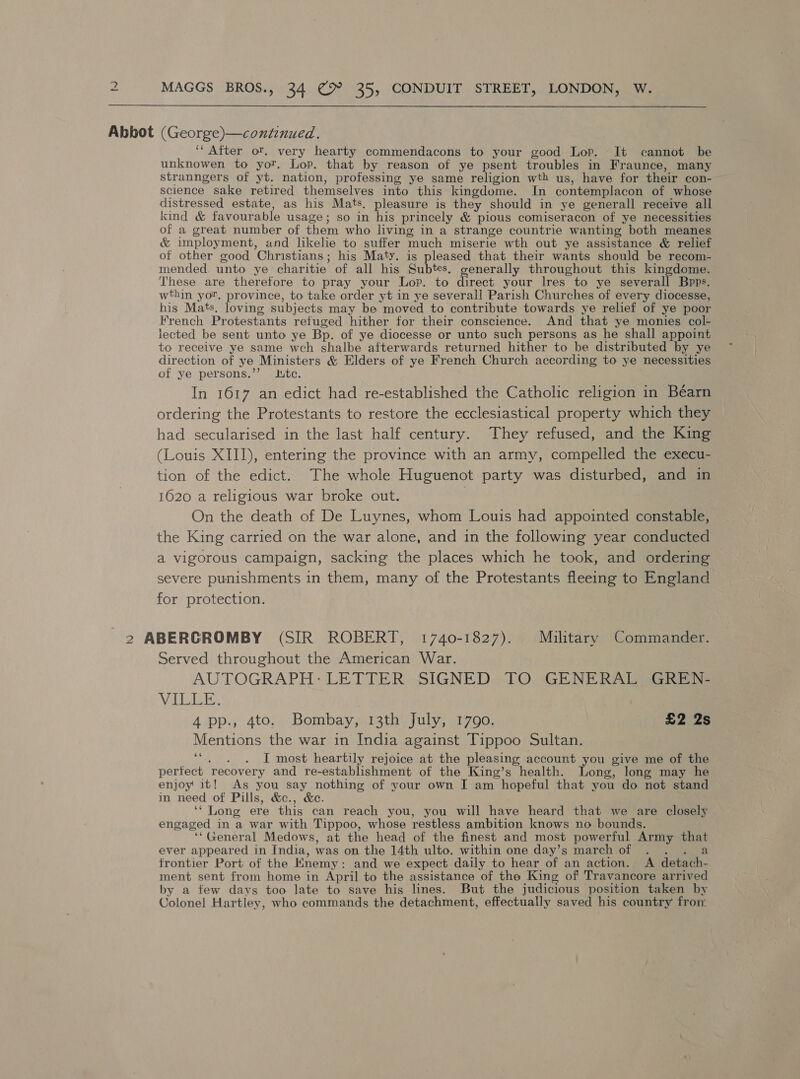 2 MAGGS BROS., 34 & 35, CONDUIT STREET, LONDON, W.
Abbot (George)—continued.
“After or. very hearty commendacons to your good Lop. It cannot be
unknowen to yor. Lop. that by reason of ye psent troubles in Fraunce, many
stranngers of yt. nation, professing ye same religion wth us, have for their con-
science sake retired themselves into this kingdome. In contemplacon of whose
distressed estate, as his Mats. pleasure is they should in ye generall receive all
kind & favourable usage; so in his princely & pious comiseracon of ye necessities
of a great number of them who living in a strange countrie wanting both meanes
& imployment, and likelie to suffer much miserie wth out ye assistance & relief
of other good Christians; his Maty. is pleased that their wants should be recom-
mended unto ye charitie of all his Subtes. generally throughout this kingdome.
These are therefore to pray your Lop. to direct your lres to ye severall Bpps.
wthin yor. province, to take order yt in ye severall Parish Churches of every diocesse,
his Mats. loving subjects may be moved to contribute towards ye relief of ye poor
French Protestants refuged hither for their conscience. And that ye monies col-
lected be sent unto ye Bp. of ye diocesse or unto such persons as he shall appoint
to receive ye same wch shalbe afterwards returned hither to be distributed by ye
direction of ye Ministers & Elders of ye French Church according to ye necessities
of ye persons.” Etc.
In 1617 an edict had re-established the Catholic religion in Béarn
ordering the Protestants to restore the ecclesiastical property which they
had secularised in the last half century. They refused, and the King
(Louis XIII), entering the province with an army, compelled the execu-
tion of the edict. The whole Huguenot party was disturbed, and in
1620 a religious war broke out.
On the death of De Luynes, whom Louis had appointed constable,
the King carried on the war alone, and in the following year conducted
a vigorous campaign, sacking the places which he took, and ordering
severe punishments in them, many of the Protestants fleeing to England
for protection.
2 ABERCROMBY (SIR ROBERT, 1740-1827). Military Commander.
Served throughout the American War.
AUTOGRAPH LETTER SIGNED TO GENERAL GREN-
VILLE.
4 pp., 4to. Bombay, 13th July, 1790. £2 2s
Mentions the war in India against Tippoo Sultan.
“. . . I most heartily rejoice at the pleasing account you give me of the
perfect recovery and re-establishment of the King's health. Long, long may he
enjoy it! As you say nothing of your own I am hopeful that you do not stand
in need of Pills, &c., &c.
“Long ere this can reach you, you will have heard that we are closely
engaged in a war with Tippoo, whose restless ambition knows no bounds.
“General Medows, at the head of the finest and most powerful Army that
ever appeared in India, was on the 14th ulto. within one day's march of . . . a
frontier Port of the Enemy: and we expect daily to hear of an action. A detach-
ment sent from home in April to the assistance of the King of Travancore arrived
by a few days too late to save his lines. But the judicious position taken by
Colonel Hartley, who commands the detachment, effectually saved his country from